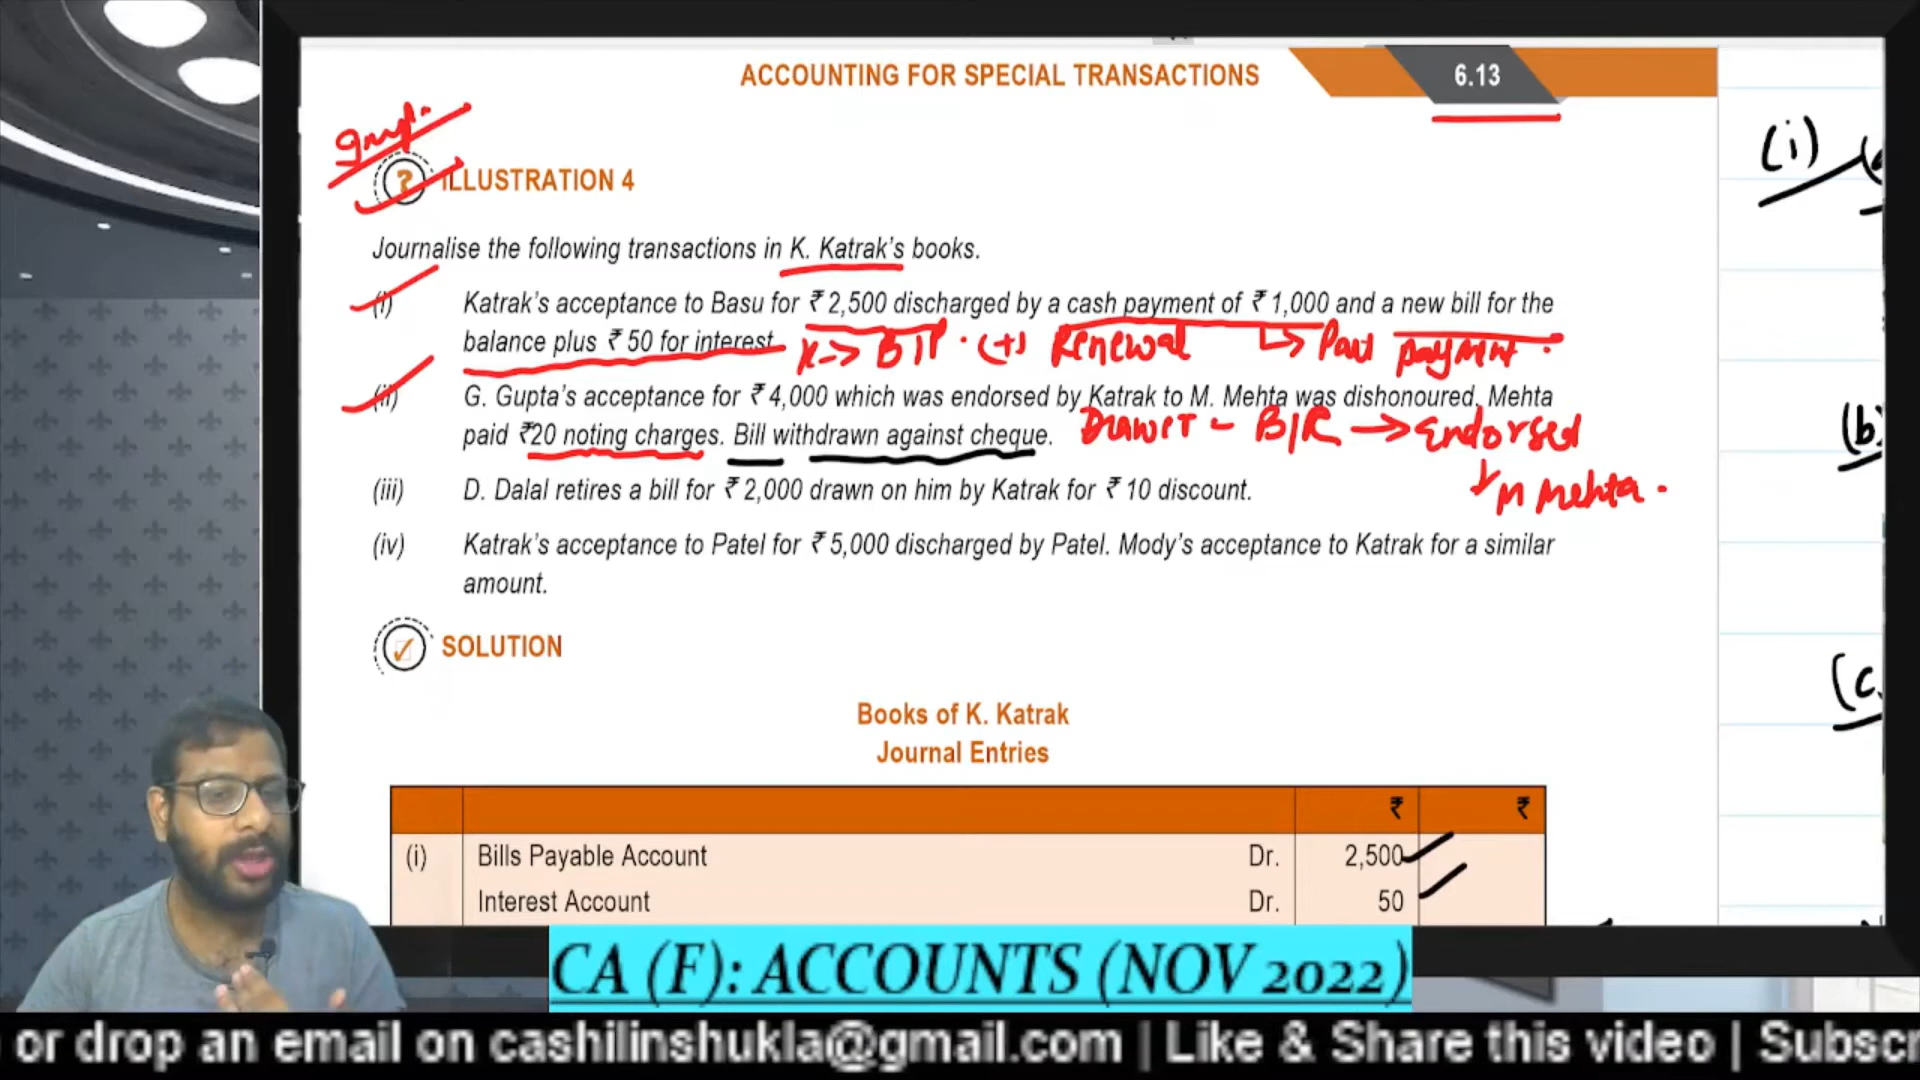 ACCOUNTING FOR SPECIAL TRANSACTIONS
6.13
Imp.
ILLUSTRATION 4
Journalise the following transactions in K. Katrak's books.
(i) Katrak's acceptance to Basu for ₹ 2,500 discharged by a cash payment of ₹ 1,000 and a new bill for the
balance plus ₹ 50 for interest.
K → B/P. (+) Renewal ↳ Part payment.
(ii) G. Gupta's acceptance for ₹ 4,000 which was endorsed by Katrak to M. Mehta was dishonoured. Mehta
paid ₹20 noting charges. Bill withdrawn against cheque.
Drawer - B/R → Endorsed
↓ M Mehta.
(iii) D. Dalal retires a bill for ₹ 2,000 drawn on him by Katrak for ₹ 10 discount.
(iv) Katrak's acceptance to Patel for ₹ 5,000 discharged by Patel. Mody's acceptance to Katrak for a similar
amount.
SOLUTION
Books of K. Katrak
Journal Entries
₹ ₹
(i) Bills Payable Account Dr. 2,500
Interest Account Dr. 50
(i)
(b)
(c.
CA (F): ACCOUNTS (NOV 2022)
or drop an email on cashilinshukla@gmail.com | Like & Share this video | Subscr